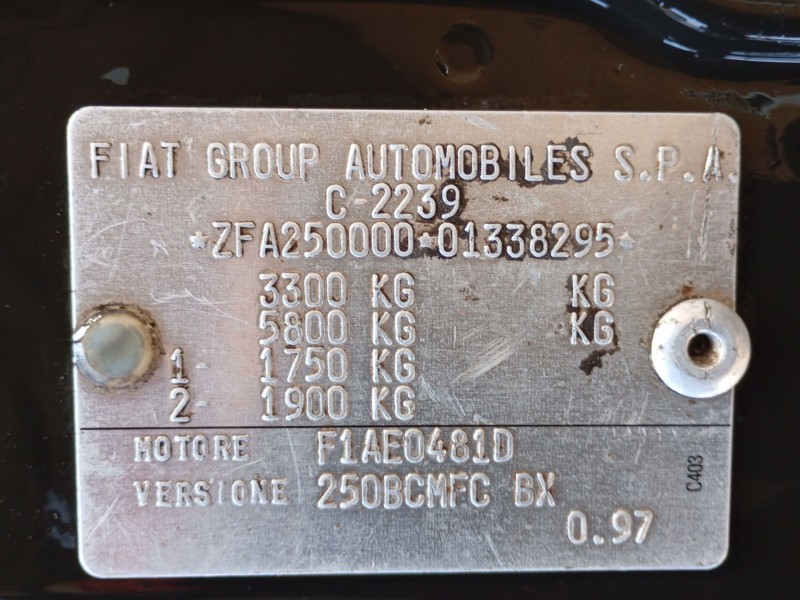 FIAT GROUP AUTOMOBILES S.P.A.
C-2239
*ZFA250000*01338295*
3300 KG KG
5800 KG KG
1- 1750 KG
2- 1900 KG
MOTORE F1AE0481D
VERSIONE 250BCMFC BX
0.97
C403